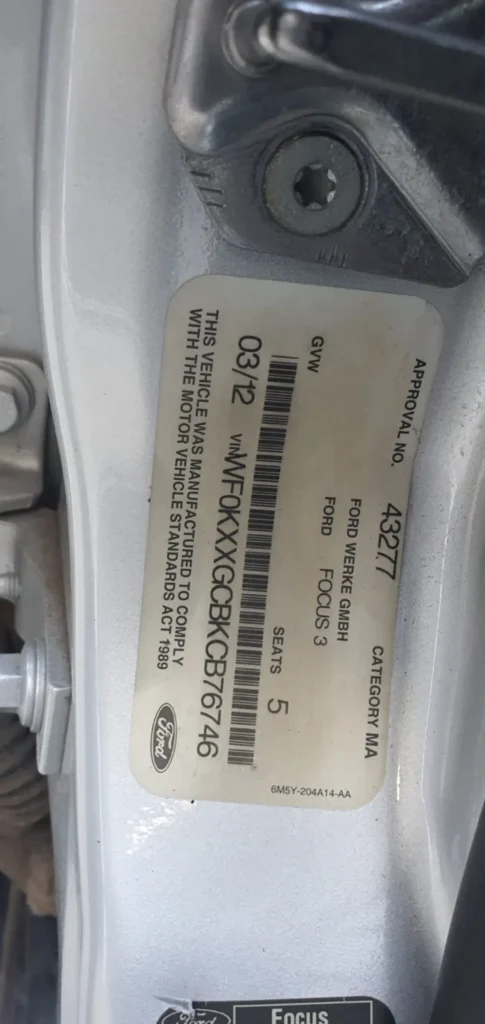 APPROVAL NO. 43277 CATEGORY MA
FORD WERKE GMBH
FORD FOCUS 3
GVW SEATS 5
03/12 VIN WF0KXXGCBKCB76746
THIS VEHICLE WAS MANUFACTURED TO COMPLY
WITH THE MOTOR VEHICLE STANDARDS ACT 1989
Ford
6M5Y-204A14-AA
Ford
Focus